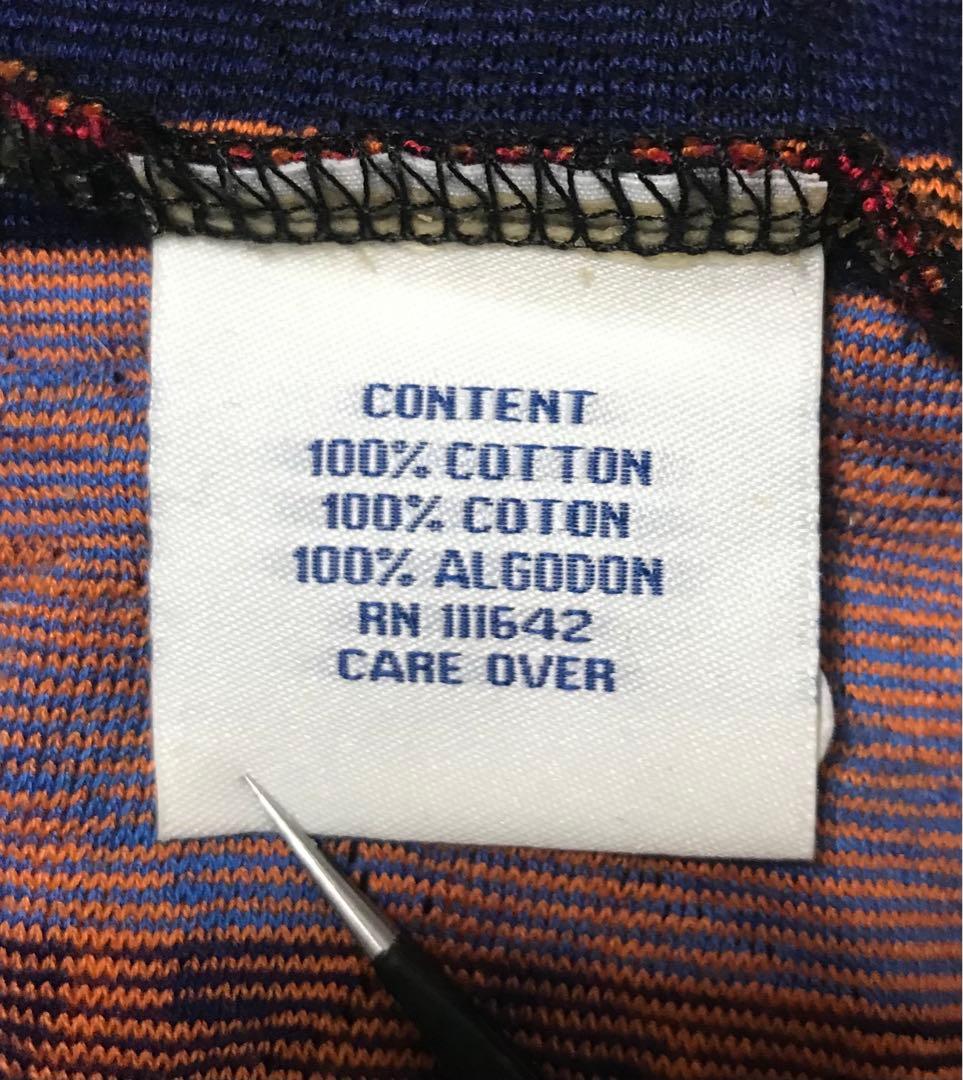 CONTENT
100% COTTON
100% COTON
100% ALGODON
RN 111642
CARE OVER